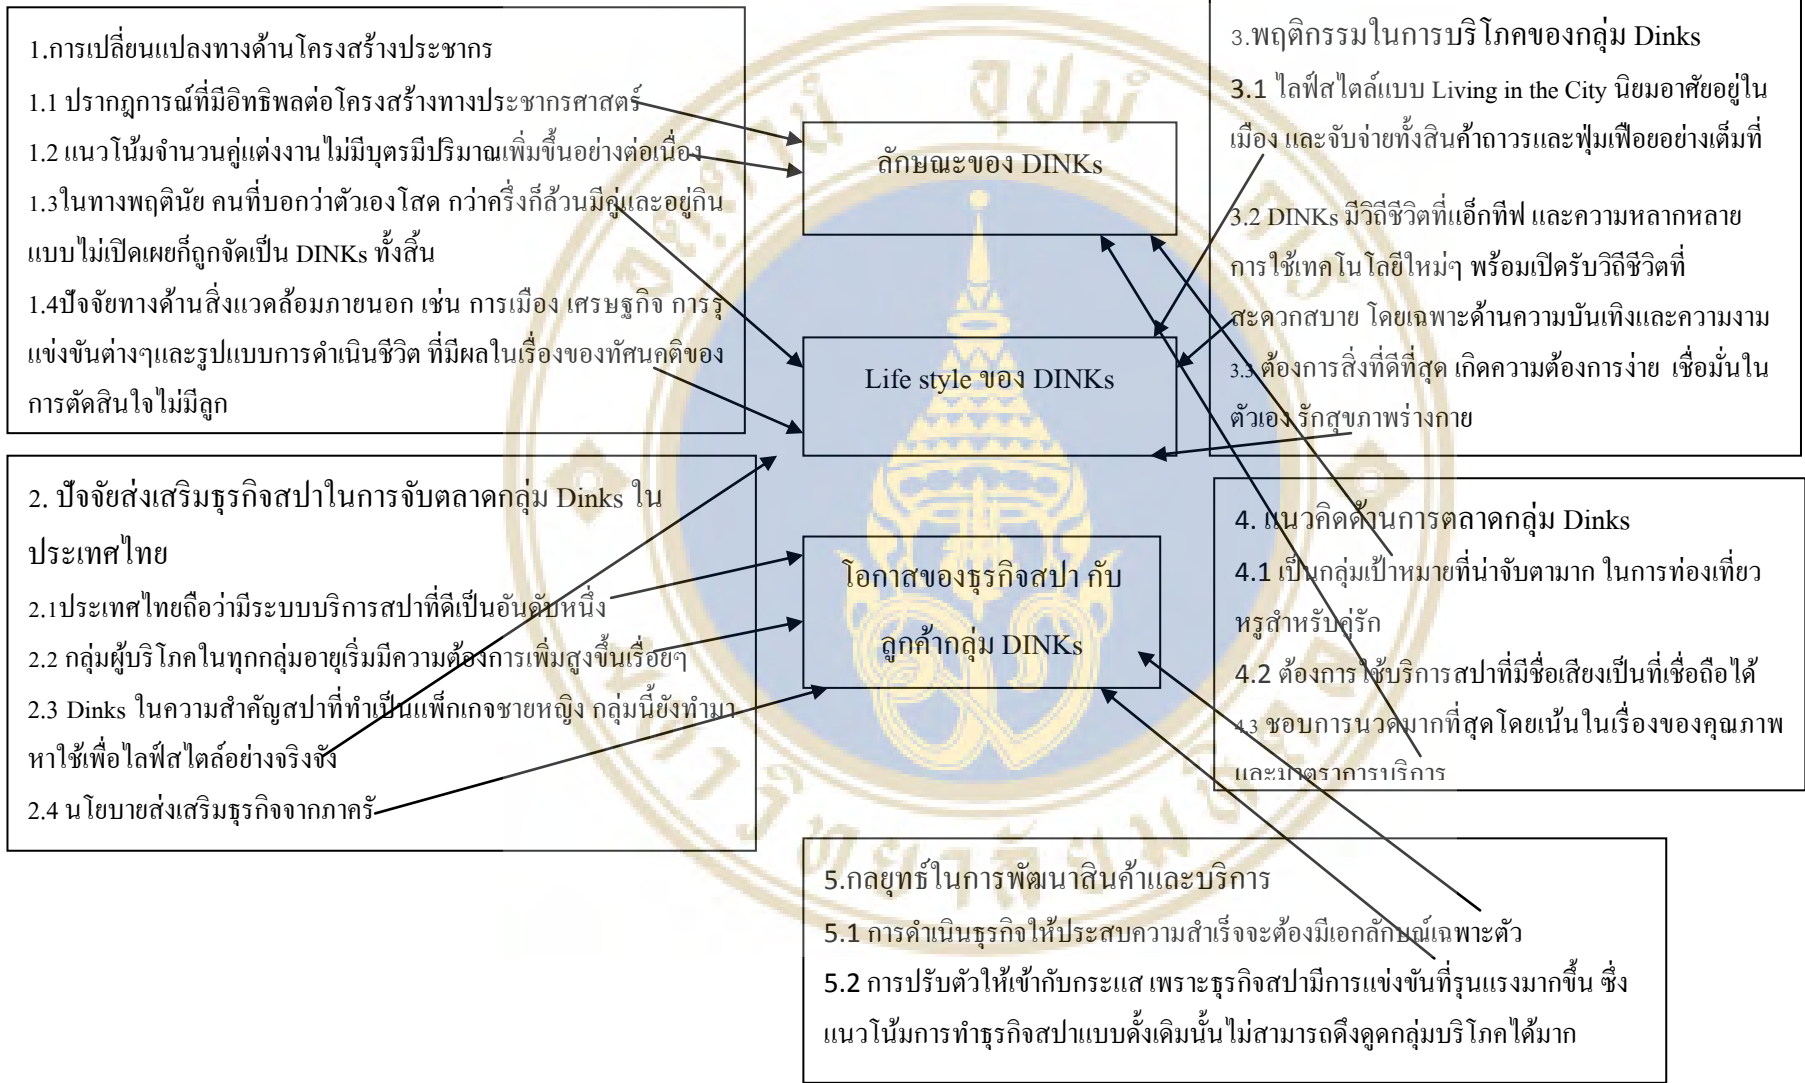 1.การเปลี่ยนแปลงทางด้านโครงสร้างประชากร
1.1 ปรากฎการณ์ที่มีอิทธิพลต่อโครงสร้างทางประชากรศาสตร์
1.2 แนวโน้มจำนวนคู่แต่งงานไม่มีบุตรมีปริมาณเพิ่มขึ้นอย่างต่อเนื่อง
1.3ในทางพฤตินัย คนที่บอกว่าตัวเองโสด กว่าครึ่งก็ล้วนมีคู่และอยู่กิน
แบบไม่เปิดเผยก็ถูกจัดเป็น DINKs ทั้งสิ้น
1.4ปัจจัยทางด้านสิ่งแวดล้อมภายนอก เช่น การเมือง เศรษฐกิจ การรุ
แข่งขันต่างๆและรูปแบบการดำเนินชีวิต ที่มีผลในเรื่องของทัศนคติของ
การตัดสินใจไม่มีลูก
2. ปัจจัยส่งเสริมธุรกิจสปาในการจับตลาดกลุ่ม Dinks ใน
ประเทศไทย
2.1ประเทศไทยถือว่ามีระบบบริการสปาที่ดีเป็นอันดับหนึ่ง
2.2 กลุ่มผู้บริโภคในทุกกลุ่มอายุเริ่มมีความต้องการเพิ่มสูงขึ้นเรื่อยๆ
2.3 Dinks ในความสำคัญสปาที่ทำเป็นแพ็กเกจชายหญิง กลุ่มนี้ยังทำมา
หาใช้เพื่อไลฟ์สไตล์อย่างจริงจัง
2.4 นโยบายส่งเสริมธุรกิจจากภาครั
ลักษณะของ DINKs
Life style ของ DINKs
โอกาสของธุรกิจสปา กับ
ลูกค้ากลุ่ม DINKs
3.พฤติกรรมในการบริโภคของกลุ่ม Dinks
3.1 ไลฟ์สไตล์แบบ Living in the City นิยมอาศัยอยู่ใน
เมือง และจับจ่ายทั้งสินค้าถาวรและฟุ่มเฟือยอย่างเต็มที่
3.2 DINKs มีวิถีชีวิตที่แอ็กทีฟ และความหลากหลาย
การใช้เทคโนโลยีใหม่ๆ พร้อมเปิดรับวิถีชีวิตที่
สะดวกสบาย โดยเฉพาะด้านความบันเทิงและความงาม
3.3 ต้องการสิ่งที่ดีที่สุด เกิดความต้องการง่าย เชื่อมั่นใน
ตัวเอง รักสุขภาพร่างกาย
4. แนวคิดด้านการตลาดกลุ่ม Dinks
4.1 เป็นกลุ่มเป้าหมายที่น่าจับตามาก ในการท่องเที่ยว
หรูสำหรับคู่รัก
4.2 ต้องการใช้บริการสปาที่มีชื่อเสียงเป็นที่เชื่อถือได้
4.3 ชอบการนวดมากที่สุดโดยเน้นในเรื่องของคุณภาพ
และมาตราการบริการ
5.กลยุทธ์ในการพัฒนาสินค้าและบริการ
5.1 การดำเนินธุรกิจให้ประสบความสำเร็จจะต้องมีเอกลักษณ์เฉพาะตัว
5.2 การปรับตัวให้เข้ากับกระแส เพราะธุรกิจสปามีการแข่งขันที่รุนแรงมากขึ้น ซึ่ง
แนวโน้มการทำธุรกิจสปาแบบดั้งเดิมนั้นไม่สามารถดึงดูดกลุ่มบริโภคได้มาก
อตฺตานํ อุปมํ กเร
มหาวิทยาลัยมหิดล